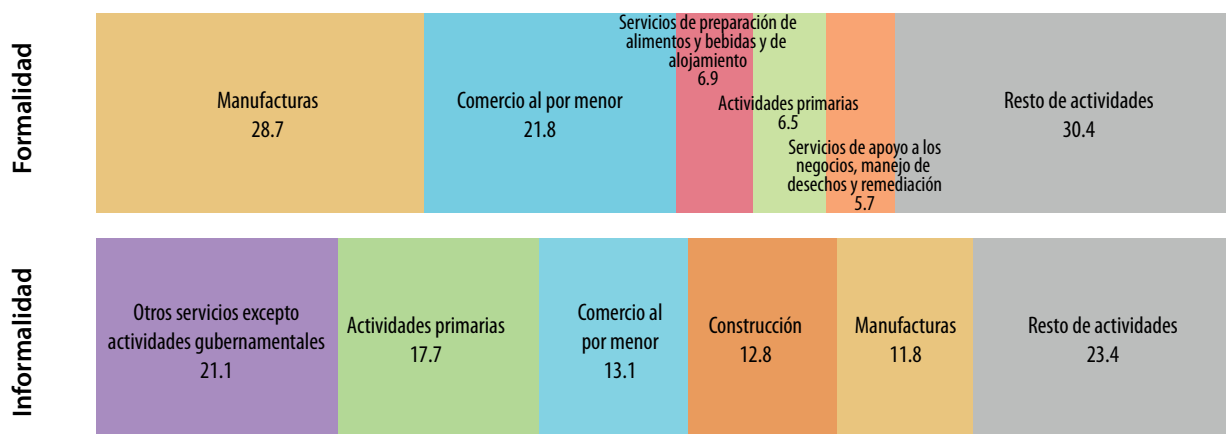 Formalidad
Manufacturas
28.7
Comercio al por menor
21.8
Servicios de preparación de
alimentos y bebidas y de
alojamiento
6.9
Actividades primarias
6.5
Servicios de apoyo a los
negocios, manejo de
desechos y remediación
5.7
Resto de actividades
30.4
Informalidad
Otros servicios excepto
actividades gubernamentales
21.1
Actividades primarias
17.7
Comercio al
por menor
13.1
Construcción
12.8
Manufacturas
11.8
Resto de actividades
23.4